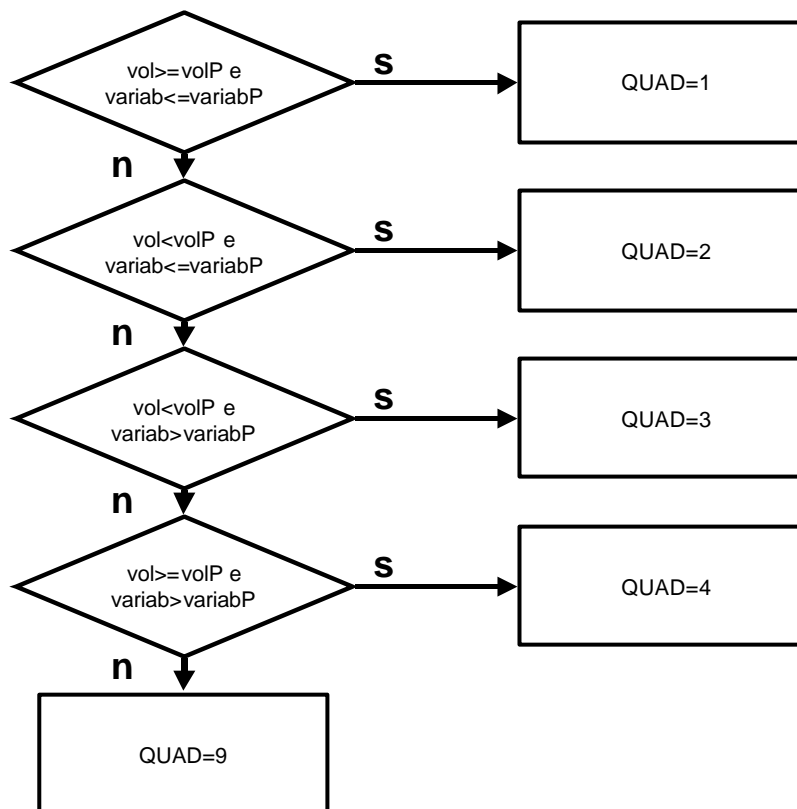 vol>=volP e
variab<=variabP
s
QUAD=1
n
vol<volP e
variab<=variabP
s
QUAD=2
n
vol<volP e
variab>variabP
s
QUAD=3
n
vol>=volP e
variab>variabP
s
QUAD=4
n
QUAD=9